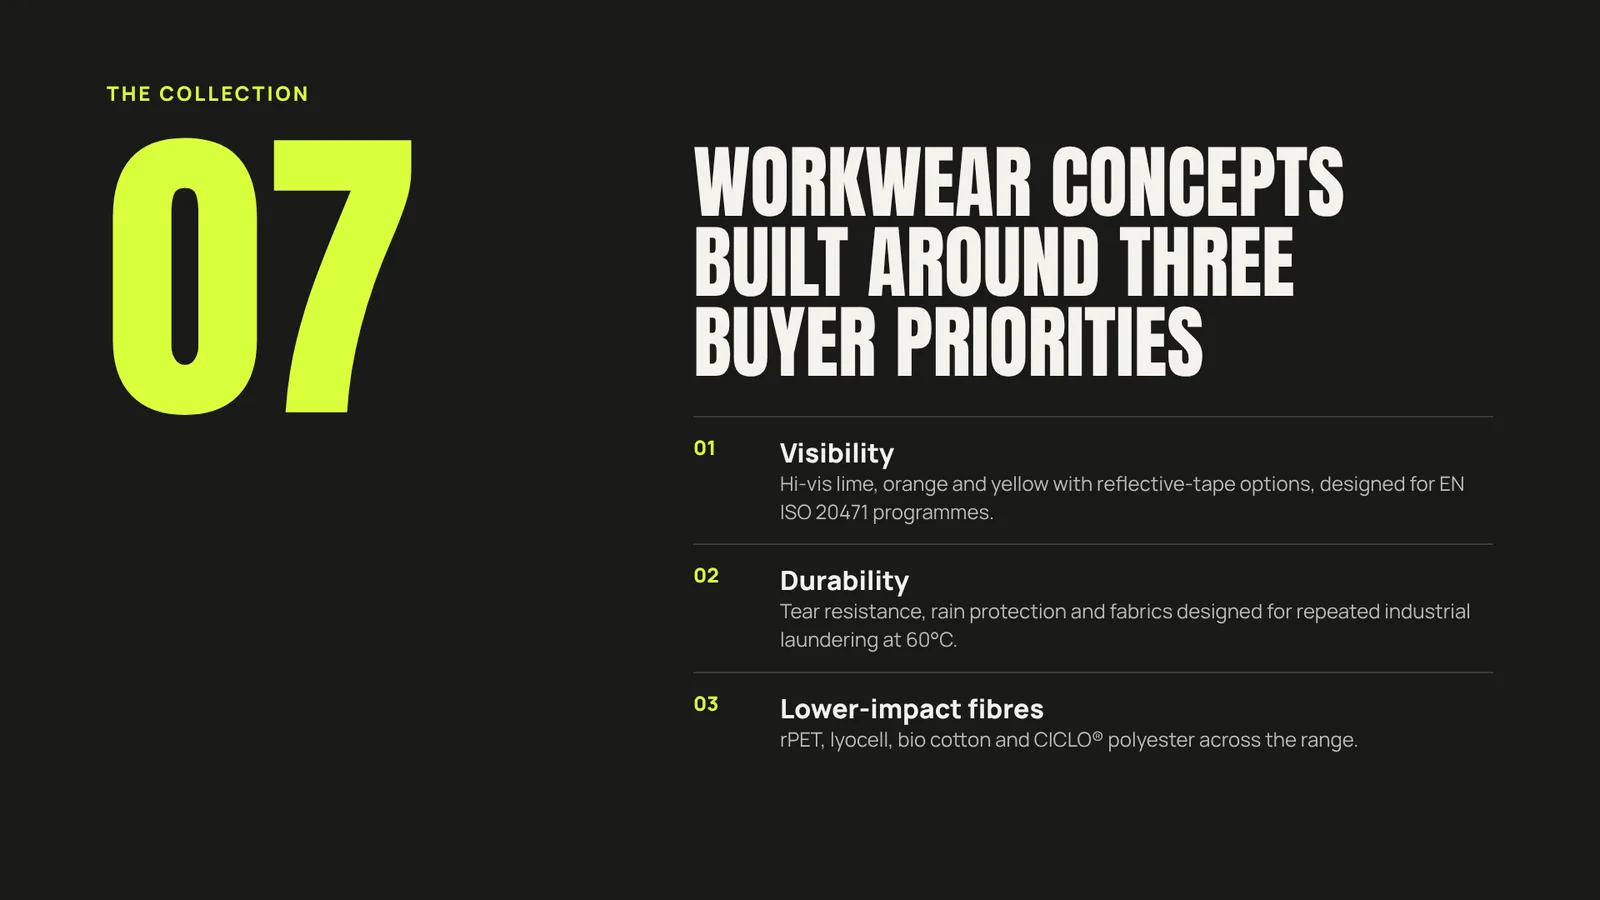 THE COLLECTION
07
WORKWEAR CONCEPTS
BUILT AROUND THREE
BUYER PRIORITIES
01
Visibility
Hi-vis lime, orange and yellow with reflective-tape options, designed for EN
ISO 20471 programmes.
02
Durability
Tear resistance, rain protection and fabrics designed for repeated industrial
laundering at 60°C.
03
Lower-impact fibres
rPET, lyocell, bio cotton and CICLO® polyester across the range.